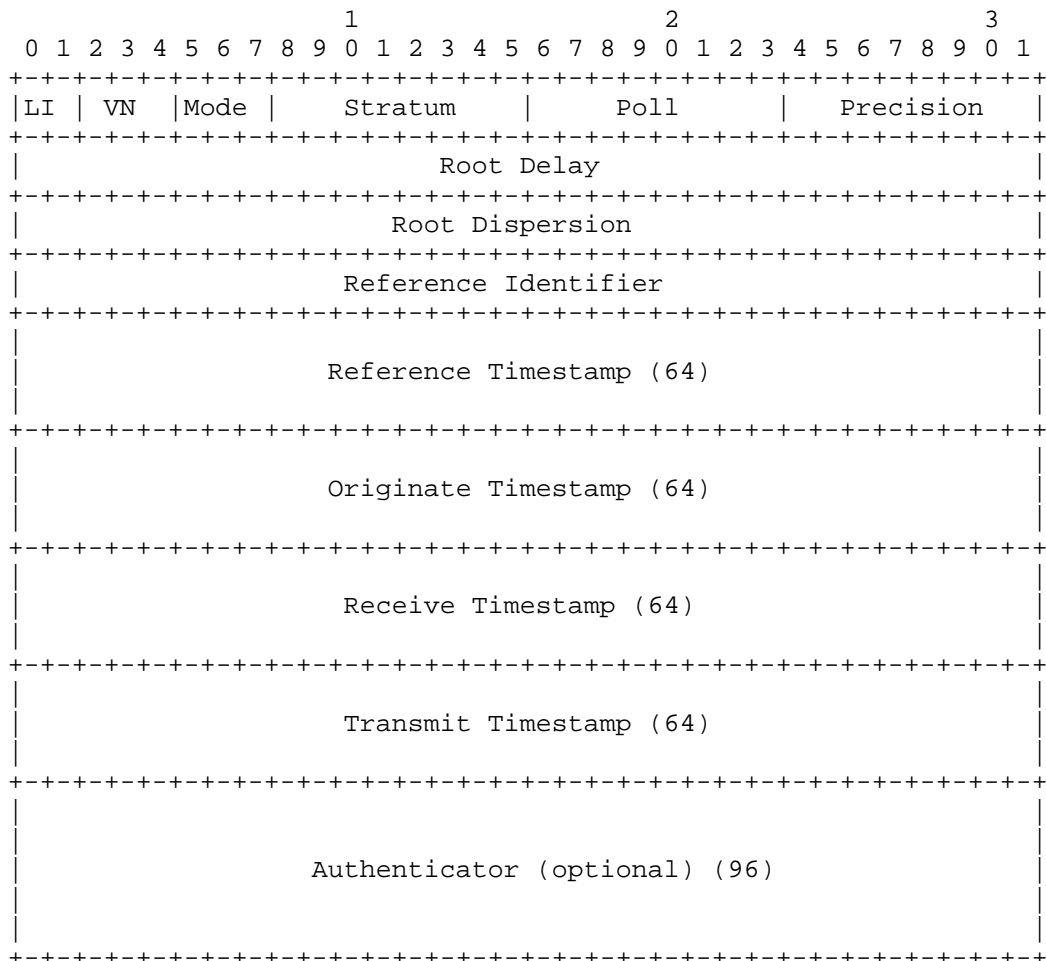 1                   2                   3
 0 1 2 3 4 5 6 7 8 9 0 1 2 3 4 5 6 7 8 9 0 1 2 3 4 5 6 7 8 9 0 1
+-+-+-+-+-+-+-+-+-+-+-+-+-+-+-+-+-+-+-+-+-+-+-+-+-+-+-+-+-+-+-+-+
|LI | VN  |Mode |    Stratum    |     Poll      |   Precision   |
+-+-+-+-+-+-+-+-+-+-+-+-+-+-+-+-+-+-+-+-+-+-+-+-+-+-+-+-+-+-+-+-+
|                          Root Delay                           |
+-+-+-+-+-+-+-+-+-+-+-+-+-+-+-+-+-+-+-+-+-+-+-+-+-+-+-+-+-+-+-+-+
|                       Root Dispersion                         |
+-+-+-+-+-+-+-+-+-+-+-+-+-+-+-+-+-+-+-+-+-+-+-+-+-+-+-+-+-+-+-+-+
|                    Reference Identifier                       |
+-+-+-+-+-+-+-+-+-+-+-+-+-+-+-+-+-+-+-+-+-+-+-+-+-+-+-+-+-+-+-+-+
|                                                               |
|                   Reference Timestamp (64)                    |
|                                                               |
+-+-+-+-+-+-+-+-+-+-+-+-+-+-+-+-+-+-+-+-+-+-+-+-+-+-+-+-+-+-+-+-+
|                                                               |
|                   Originate Timestamp (64)                    |
|                                                               |
+-+-+-+-+-+-+-+-+-+-+-+-+-+-+-+-+-+-+-+-+-+-+-+-+-+-+-+-+-+-+-+-+
|                                                               |
|                    Receive Timestamp (64)                     |
|                                                               |
+-+-+-+-+-+-+-+-+-+-+-+-+-+-+-+-+-+-+-+-+-+-+-+-+-+-+-+-+-+-+-+-+
|                                                               |
|                    Transmit Timestamp (64)                    |
|                                                               |
+-+-+-+-+-+-+-+-+-+-+-+-+-+-+-+-+-+-+-+-+-+-+-+-+-+-+-+-+-+-+-+-+
|                                                               |
|                                                               |
|                  Authenticator (optional) (96)                |
|                                                               |
|                                                               |
+-+-+-+-+-+-+-+-+-+-+-+-+-+-+-+-+-+-+-+-+-+-+-+-+-+-+-+-+-+-+-+-+